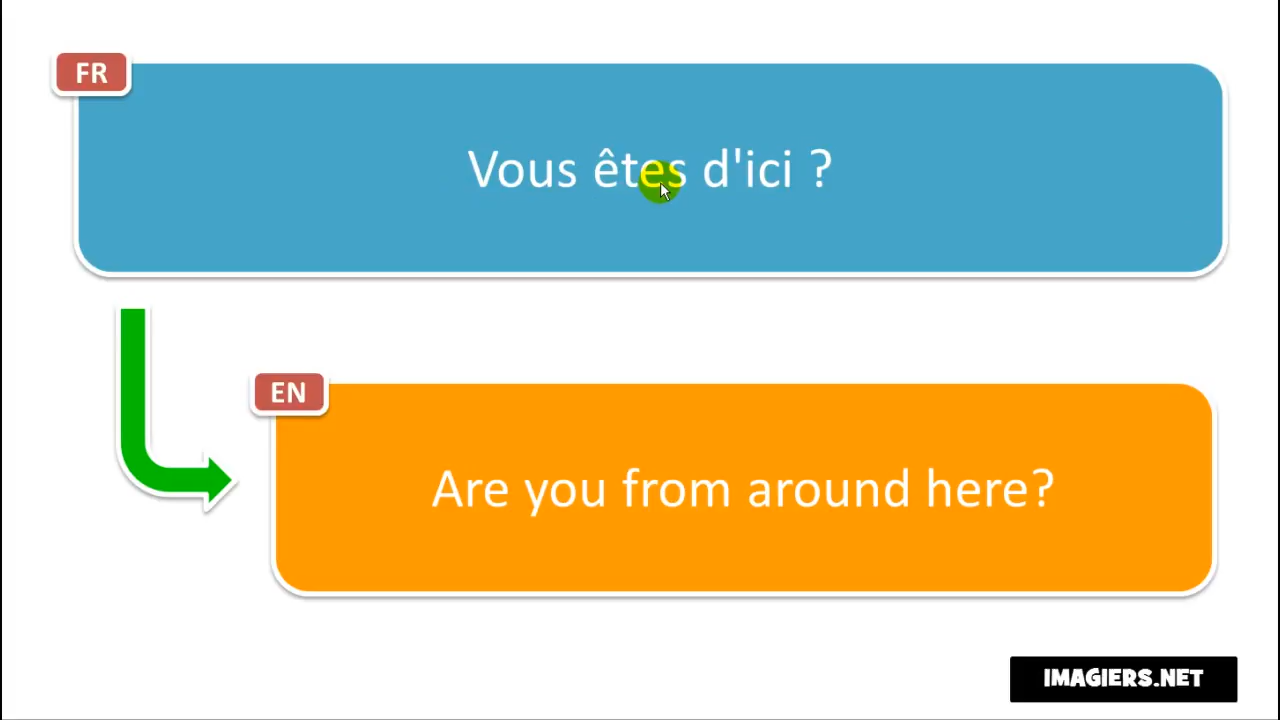 FR
Vous êtes d'ici ?
EN
Are you from around here?
IMAGIERS.NET